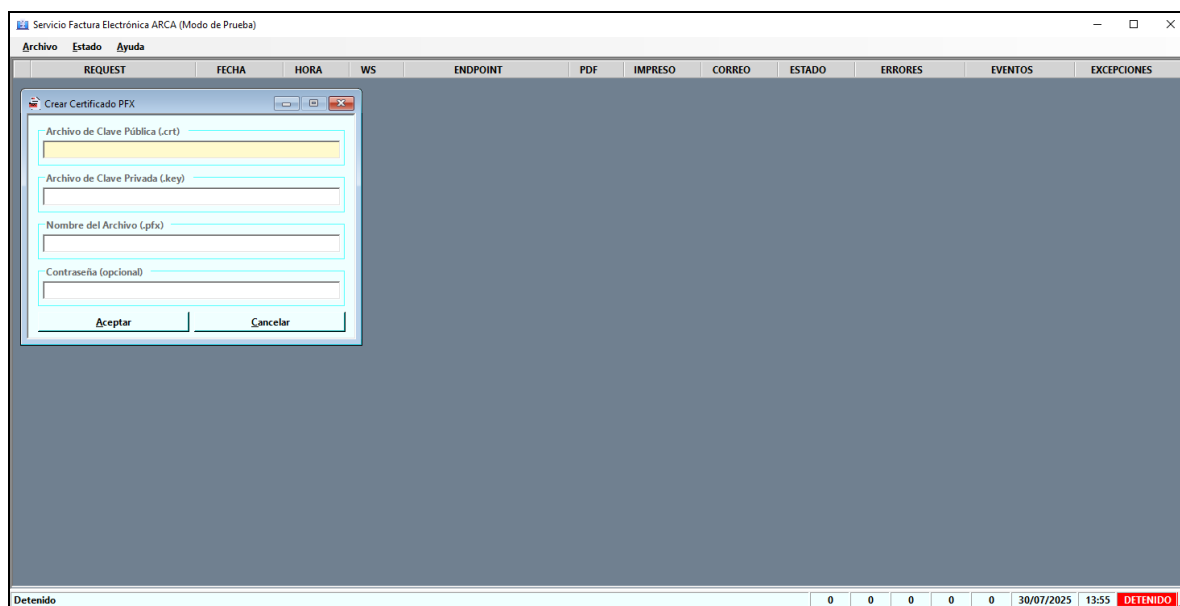 Servicio Factura Electrónica ARCA (Modo de Prueba)
Archivo Estado Ayuda
REQUEST FECHA HORA WS ENDPOINT PDF IMPRESO CORREO ESTADO ERRORES EVENTOS EXCEPCIONES
Crear Certificado PFX
Archivo de Clave Pública (.crt)
Archivo de Clave Privada (.key)
Nombre del Archivo (.pfx)
Contraseña (opcional)
Aceptar Cancelar
Detenido 0 0 0 0 0 30/07/2025 13:55 DETENIDO